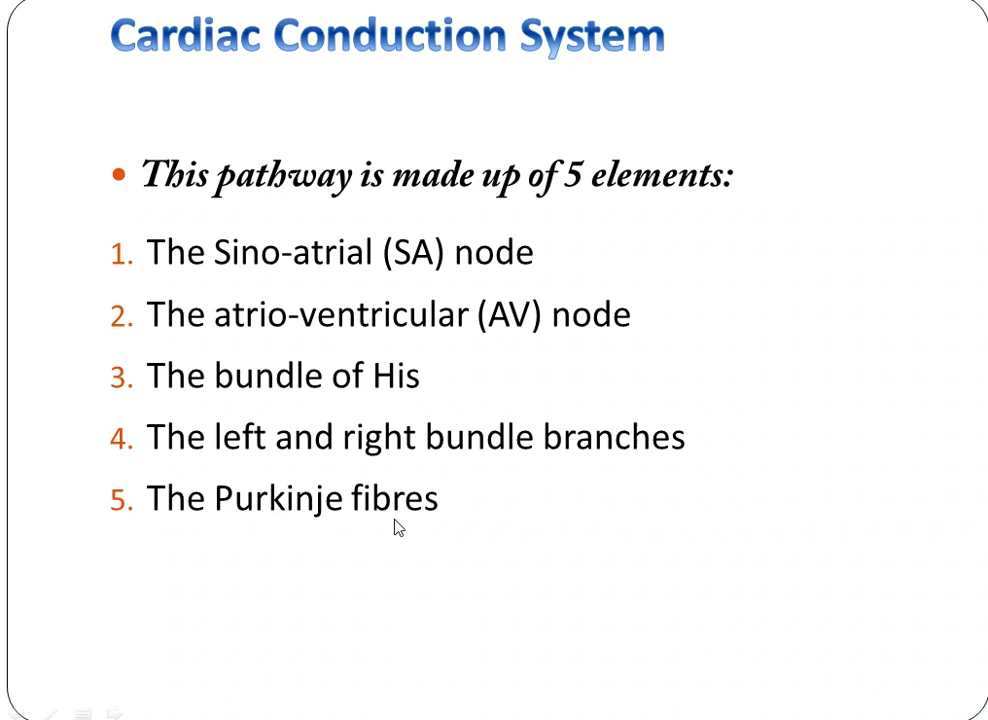 Cardiac Conduction System
• This pathway is made up of 5 elements:
1. The Sino-atrial (SA) node
2. The atrio-ventricular (AV) node
3. The bundle of His
4. The left and right bundle branches
5. The Purkinje fibres